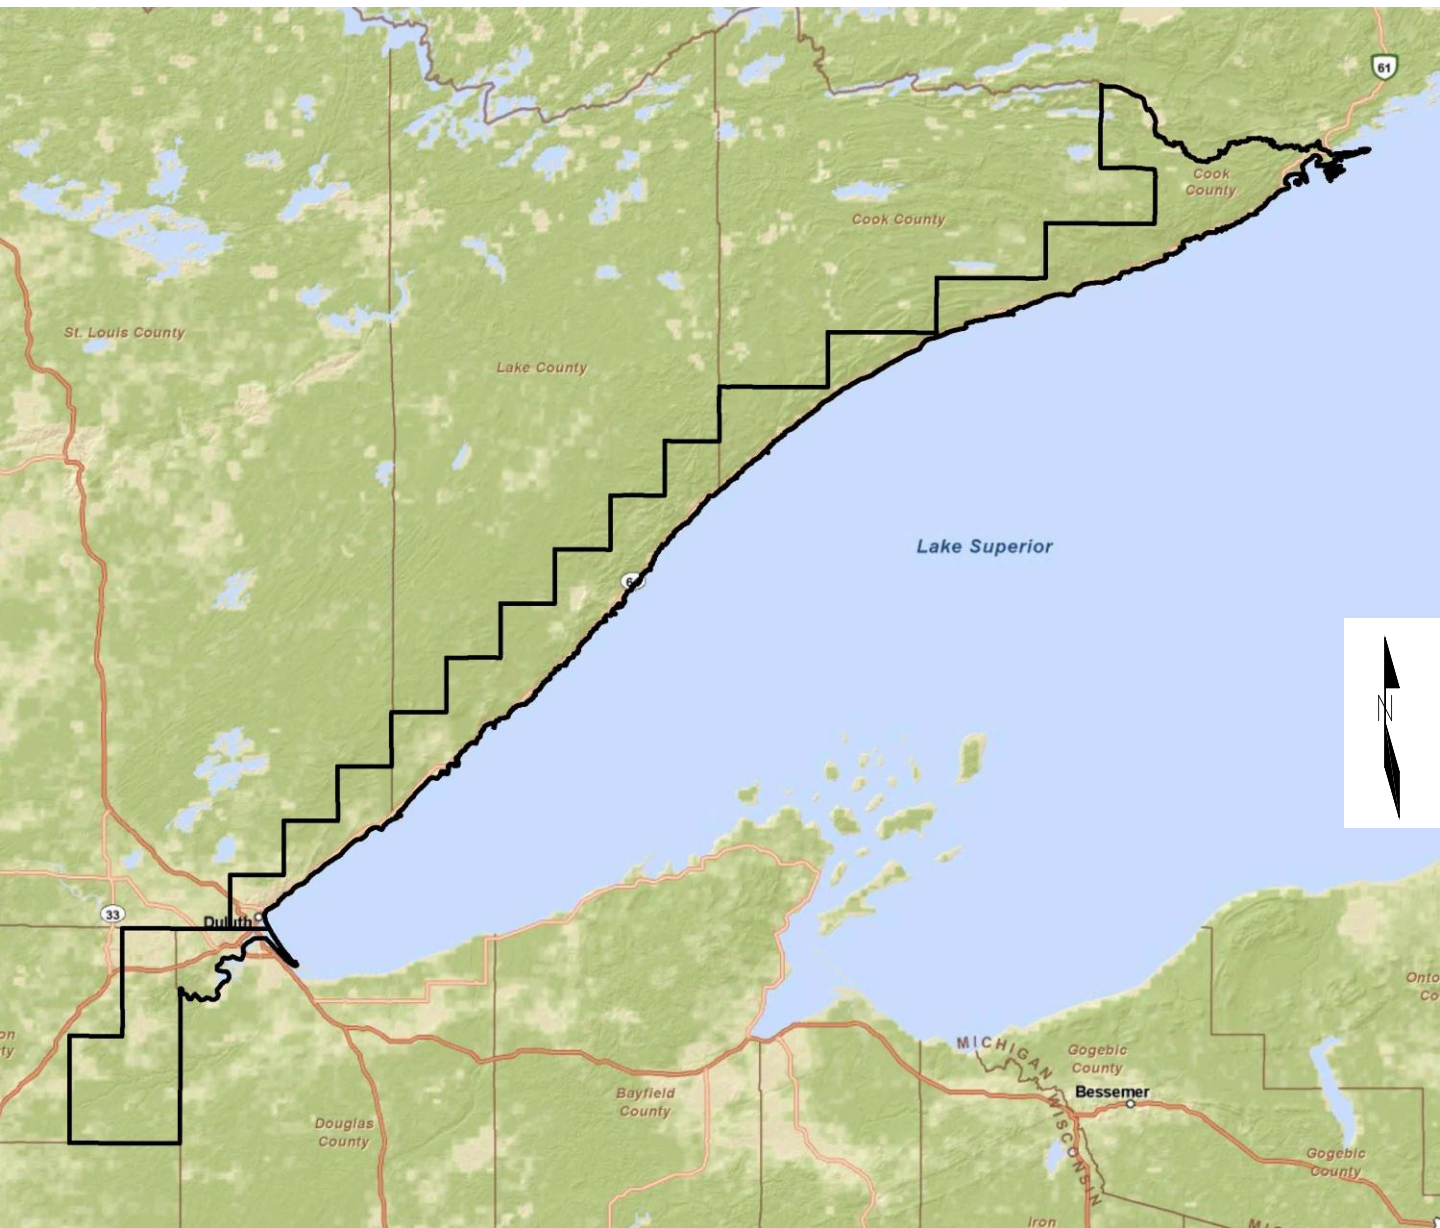 61
Cook
County
Cook County
St. Louis County
Lake County
Lake Superior
N
33
Duluth
MICHIGAN
Gogebic
County
Bessemer
WISCONSIN
Bayfield
County
Douglas
County
Gogebic
County
Iron